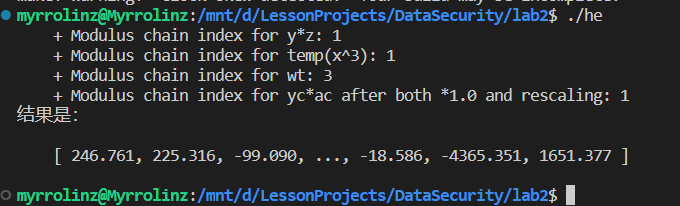 myrrolinz@Myrrolinz:/mnt/d/LessonProjects/DataSecurity/lab2$ ./he
+ Modulus chain index for y*z: 1
+ Modulus chain index for temp(x^3): 1
+ Modulus chain index for wt: 3
+ Modulus chain index for yc*ac after both *1.0 and rescaling: 1
结果是:
[ 246.761, 225.316, -99.090, ..., -18.586, -4365.351, 1651.377 ]
myrrolinz@Myrrolinz:/mnt/d/LessonProjects/DataSecurity/lab2$